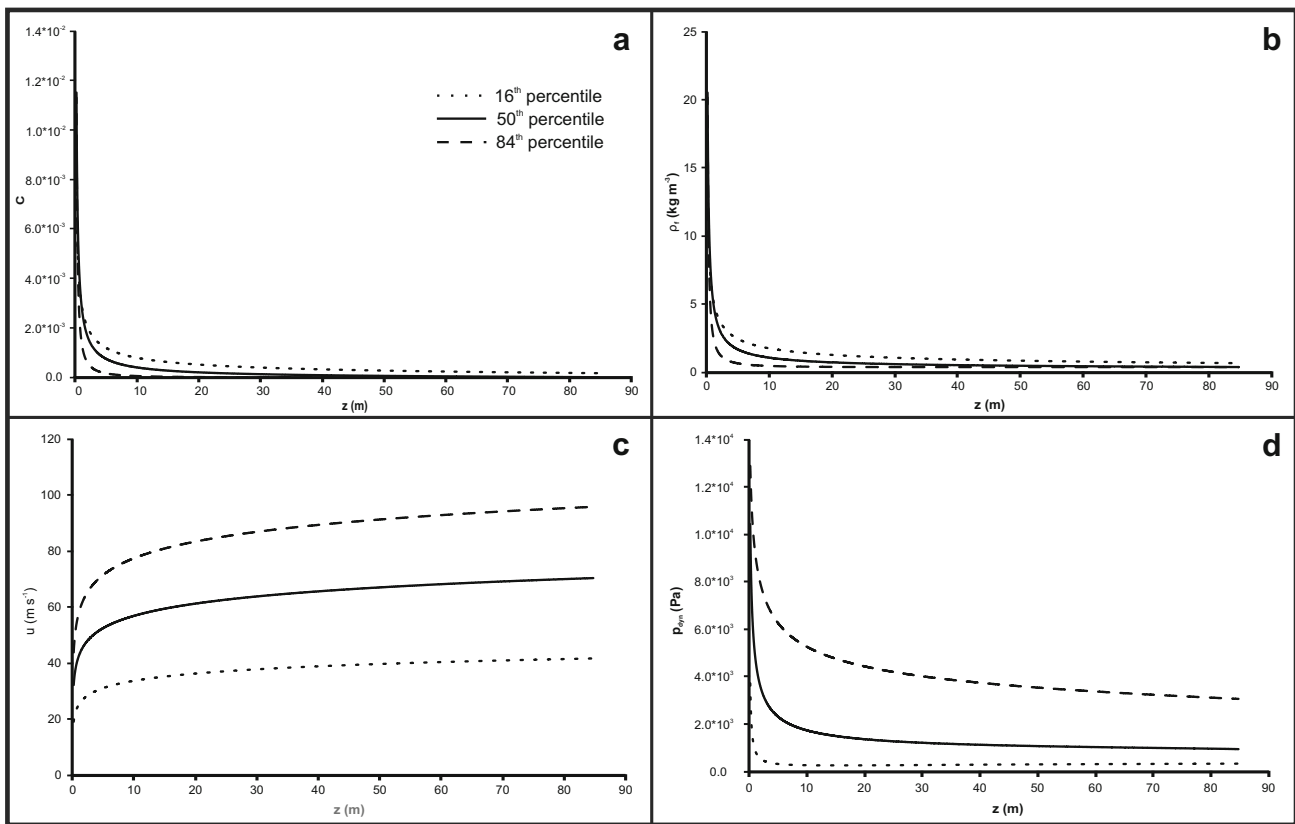 a
1.4*10⁻²
1.2*10⁻²
1.0*10⁻²
8.0*10⁻³
6.0*10⁻³
4.0*10⁻³
2.0*10⁻³
0.0
C
0 10 20 30 40 50 60 70 80 90
z (m)
16th percentile
50th percentile
84th percentile
b
25
20
15
10
5
0
ρf (kg m⁻³)
0 10 20 30 40 50 60 70 80 90
z (m)
c
120
100
80
60
40
20
0
u (m s⁻¹)
0 10 20 30 40 50 60 70 80 90
z (m)
d
1.4*10⁴
1.2*10⁴
1.0*10⁴
8.0*10³
6.0*10³
4.0*10³
2.0*10³
0.0
pdyn (Pa)
0 10 20 30 40 50 60 70 80 90
z (m)